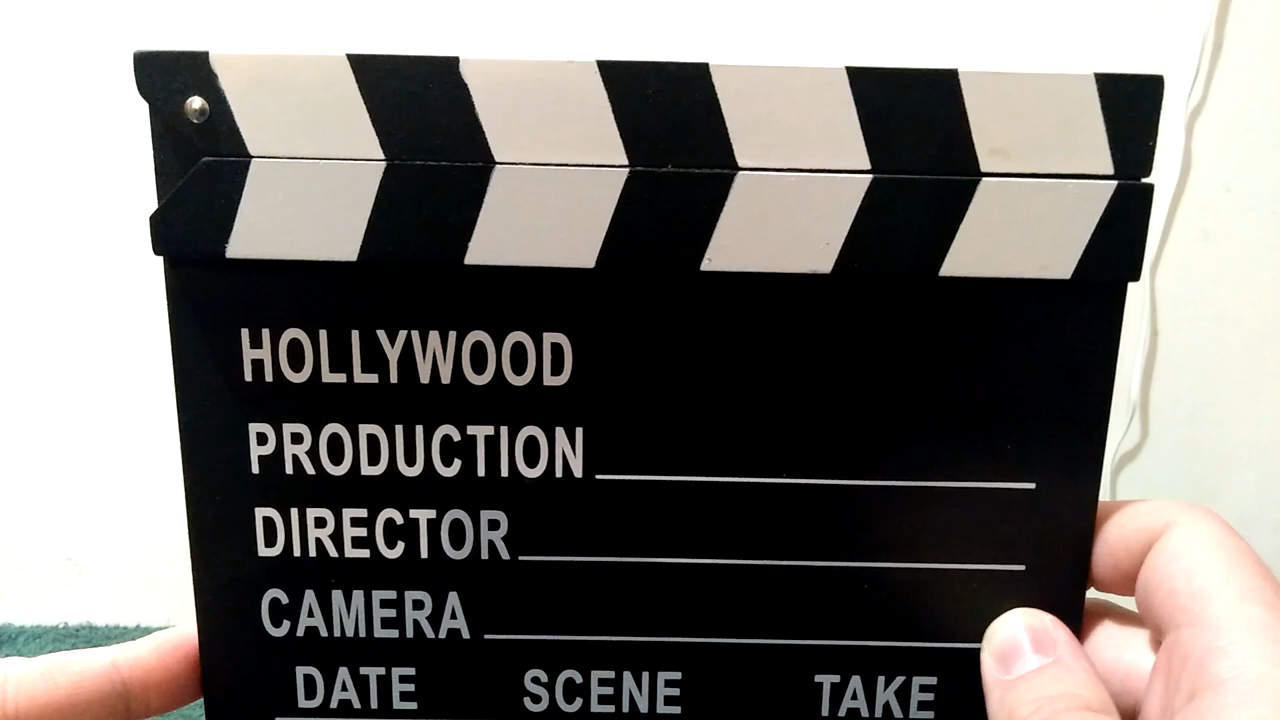 HOLLYWOOD
PRODUCTION
DIRECTOR
CAMERA
DATE SCENE TAKE